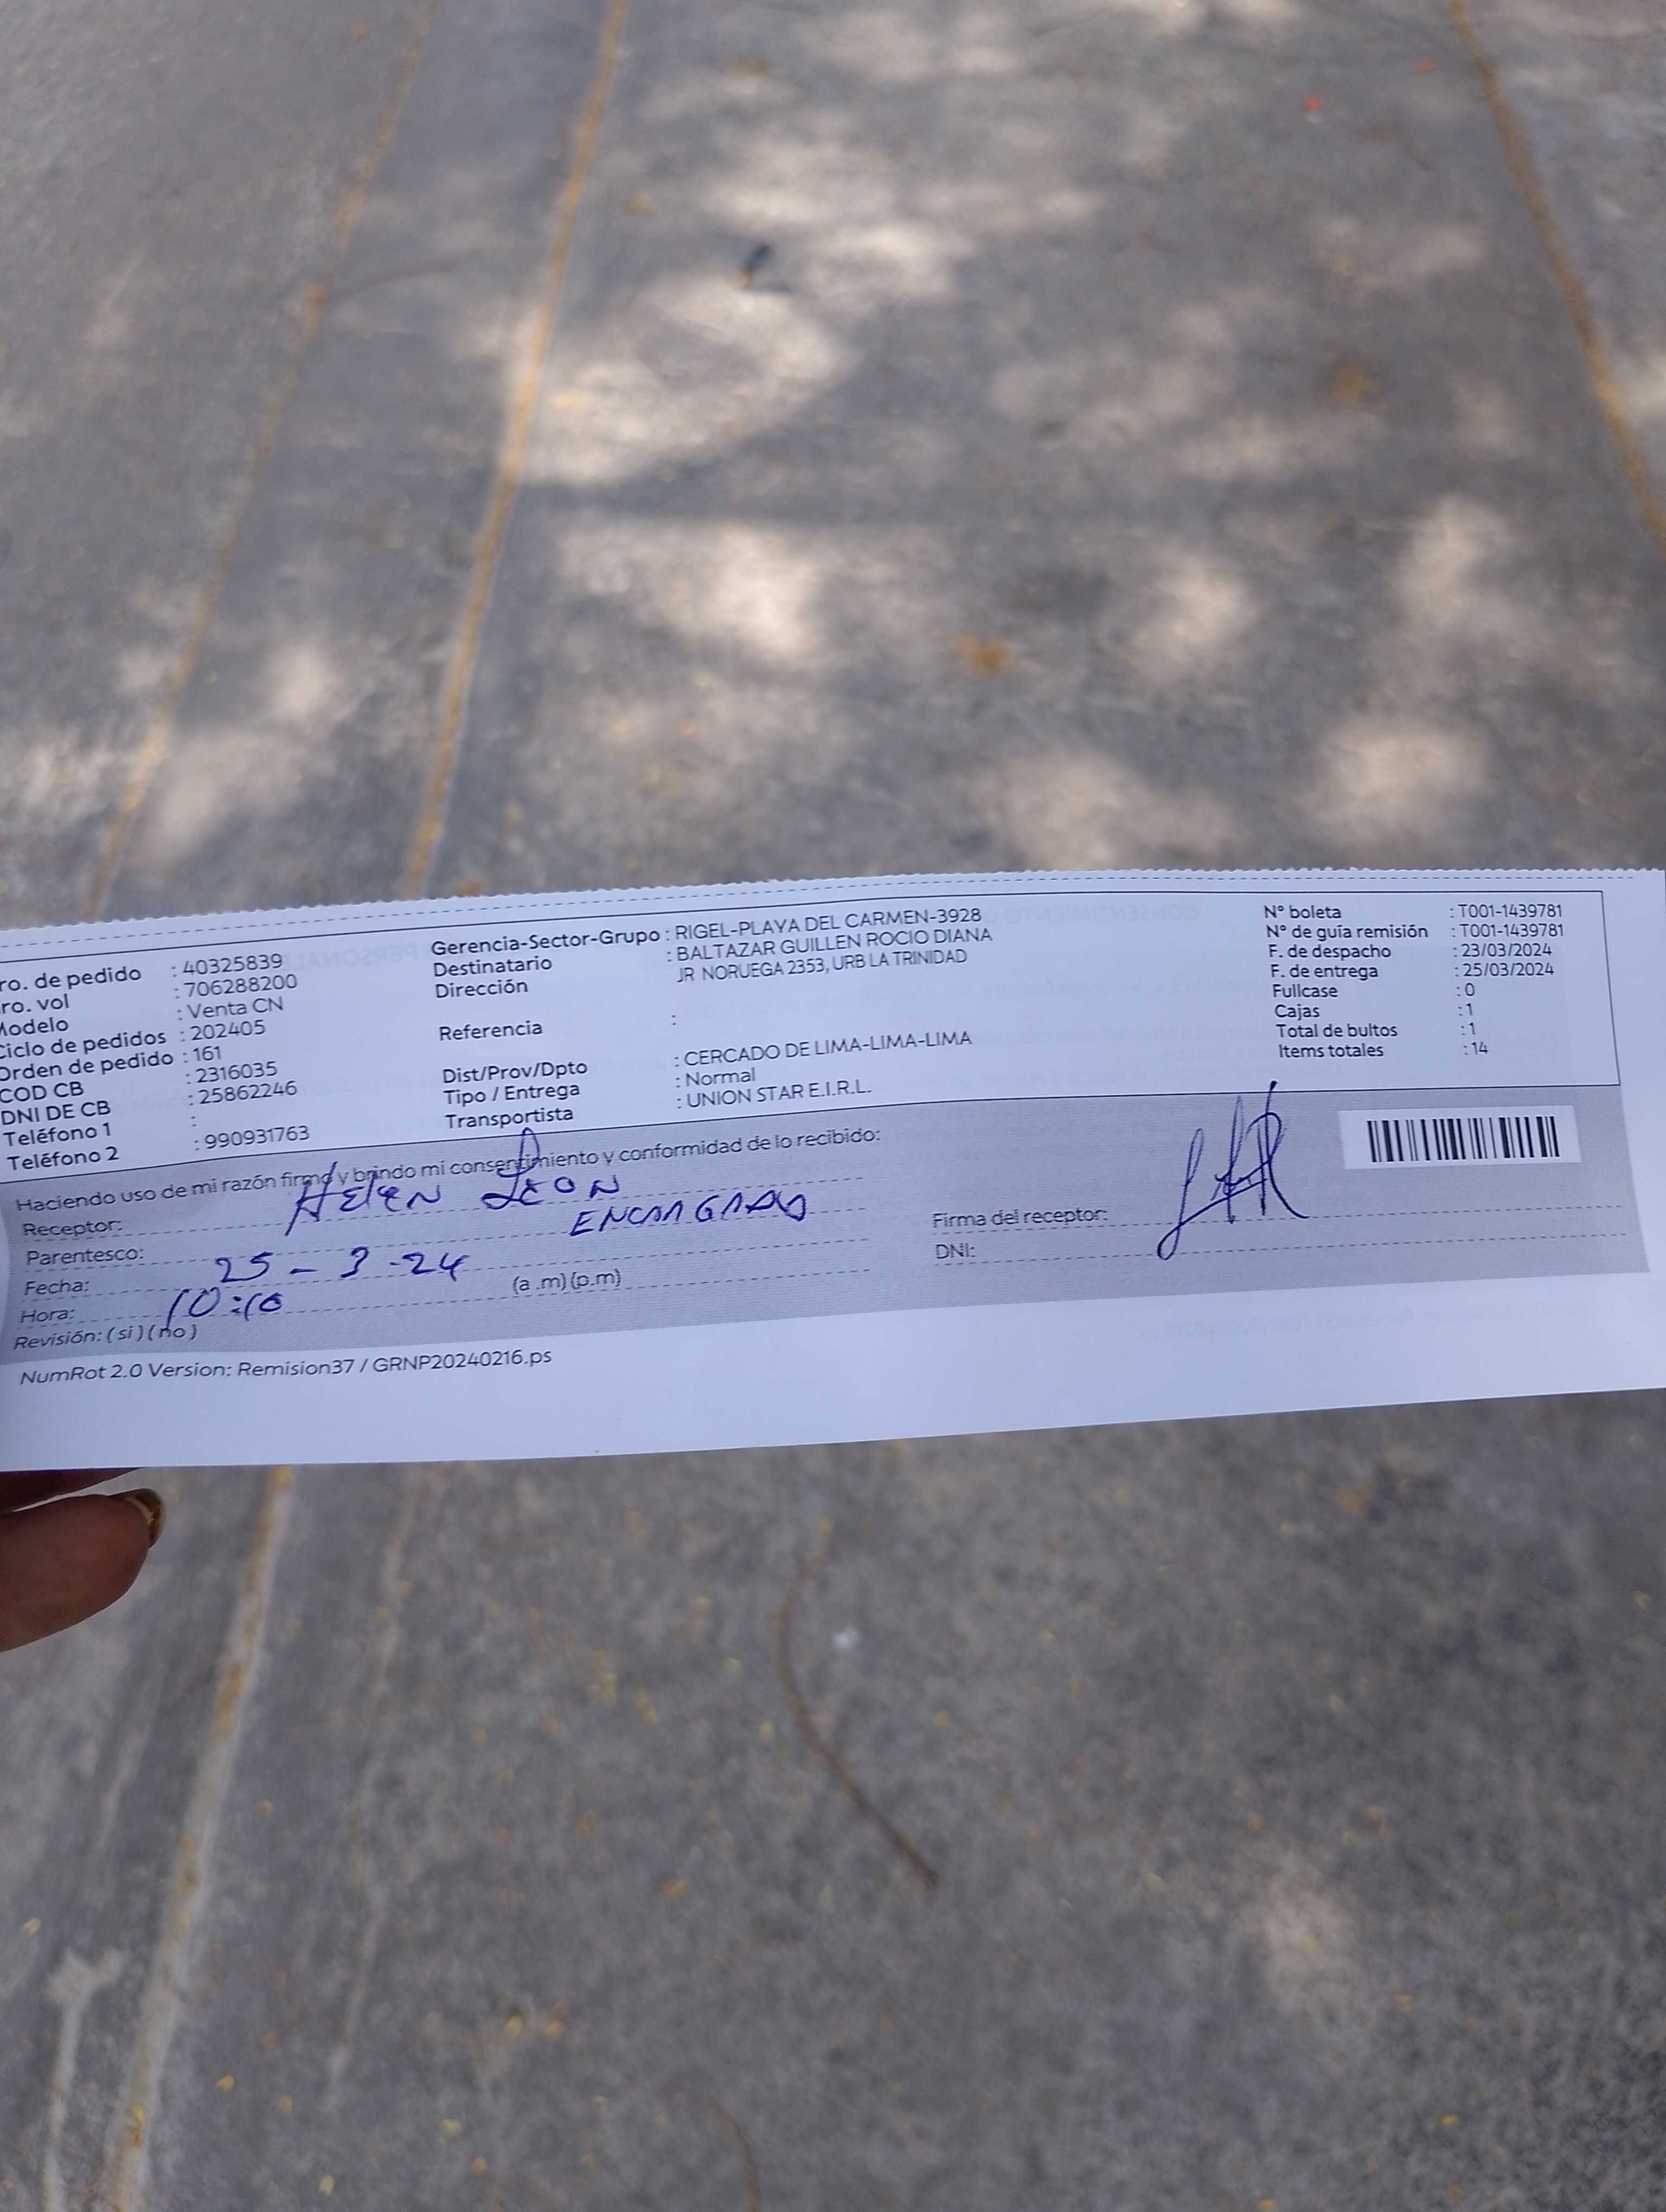 ro. de pedido : 40325839
ro. vol : 706288200
Modelo : Venta CN
Ciclo de pedidos : 202405
Orden de pedido : 161
COD CB : 2316035
DNI DE CB : 25862246
Teléfono 1 :
Teléfono 2 : 990931763
Gerencia-Sector-Grupo : RIGEL-PLAYA DEL CARMEN-3928
Destinatario : BALTAZAR GUILLEN ROCIO DIANA
Dirección JR NORUEGA 2353, URB LA TRINIDAD
Referencia :
Dist/Prov/Dpto : CERCADO DE LIMA-LIMA-LIMA
Tipo / Entrega : Normal
Transportista : UNION STAR E.I.R.L.
N° boleta : T001-1439781
N° de guía remisión : T001-1439781
F. de despacho : 23/03/2024
F. de entrega : 25/03/2024
Fullcase : 0
Cajas : 1
Total de bultos : 1
Items totales : 14
Haciendo uso de mi razón firmo y brindo mi consentimiento y conformidad de lo recibido:
Receptor: Helen León
Parentesco: ENCARGADO
Fecha: 25-3-24
Hora: 10:10 (a.m)(p.m)
Revisión: ( si ) ( no )
Firma del receptor:
DNI:
NumRot 2.0 Version: Remision37 / GRNP20240216.ps